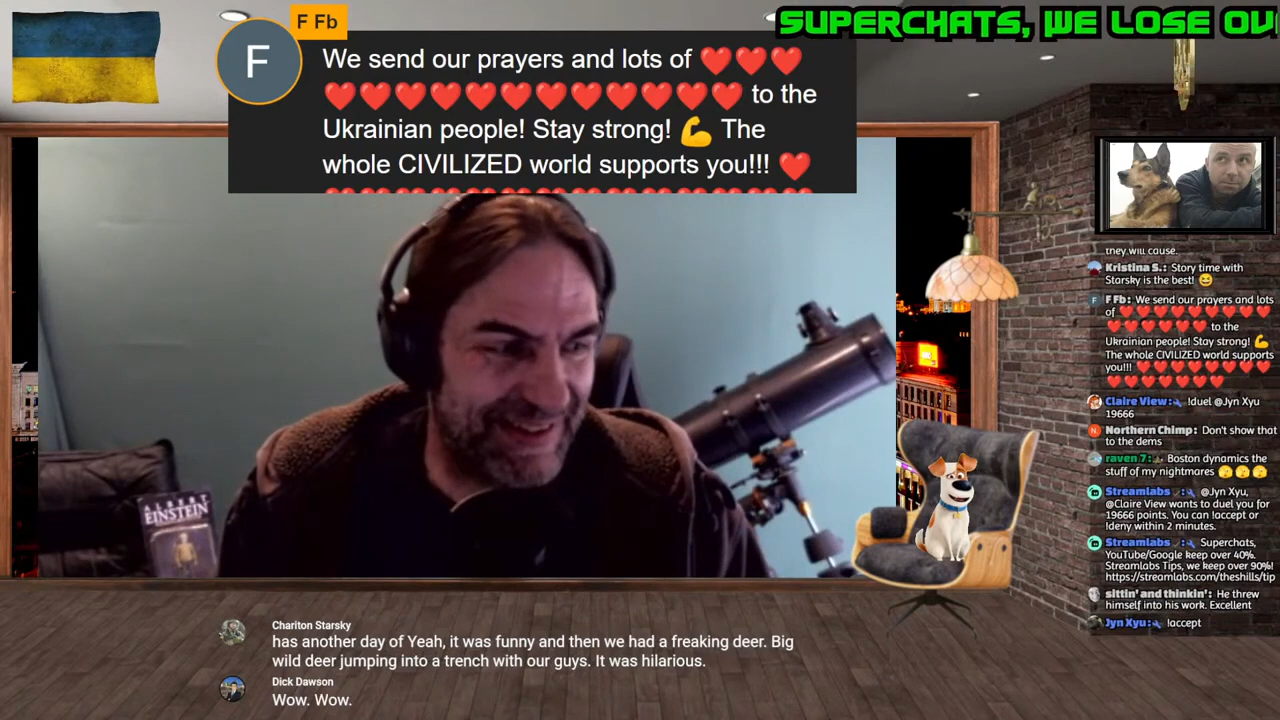 F Fb
SUPERCHATS, WE LOSE OV
F
We send our prayers and lots of ❤️❤️❤️
❤️❤️❤️❤️❤️❤️❤️❤️❤️❤️❤️❤️ to the
Ukrainian people! Stay strong! 💪 The
whole CIVILIZED world supports you!!! ❤️
they will cause.
Kristina S.: Story time with
Starsky is the best! 😄
F Fb: We send our prayers and lots
of ❤️❤️❤️❤️❤️❤️❤️❤️❤️
❤️❤️❤️❤️❤️❤️ to the
Ukrainian people! Stay strong! 💪
The whole CIVILIZED world supports
you!!! ❤️❤️❤️❤️❤️❤️❤️❤️
❤️❤️❤️❤️❤️❤️❤️
Claire View: !duel @Jyn Xyu
19666
Northern Chimp: Don't show that
to the dems
raven 7: Boston dynamics the
stuff of my nightmares 🫣🫣🫣
Streamlabs: @Jyn Xyu,
@Claire View wants to duel you for
19666 points. You can !accept or
!deny within 2 minutes.
Streamlabs: Superchats,
YouTube/Google keep over 40%.
Streamlabs Tips, we keep over 90%!
https://streamlabs.com/theshills/tip
sittin' and thinkin': He threw
himself into his work. Excellent
Jyn Xyu: !accept
ALBERT
EINSTEIN
Chariton Starsky
has another day of Yeah, it was funny and then we had a freaking deer. Big
wild deer jumping into a trench with our guys. It was hilarious.
Dick Dawson
Wow. Wow.